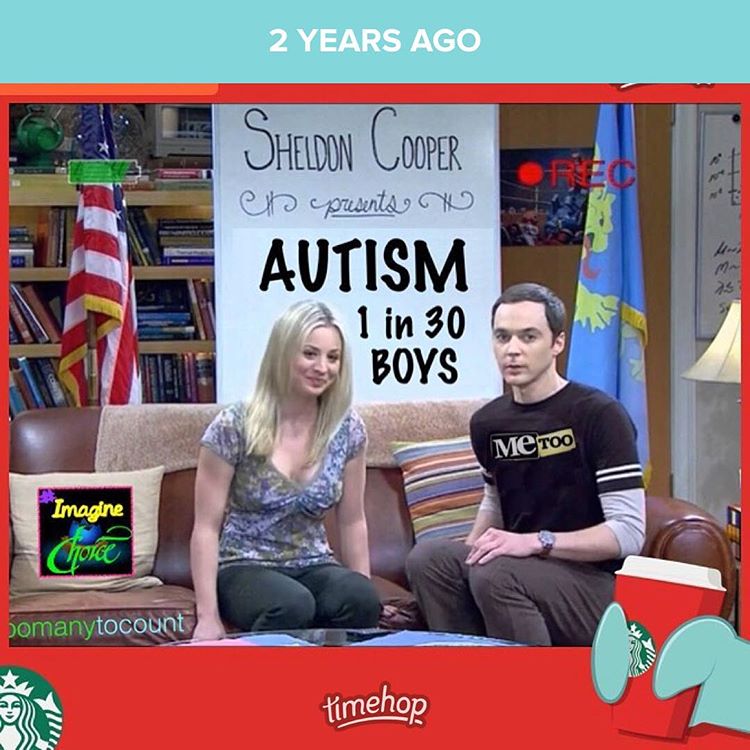 2 YEARS AGO
SHELDON COOPER
presents
REC
AUTISM
1 in 30
BOYS
Me TOO
#Imagine
Choice
omanytocount
timehop